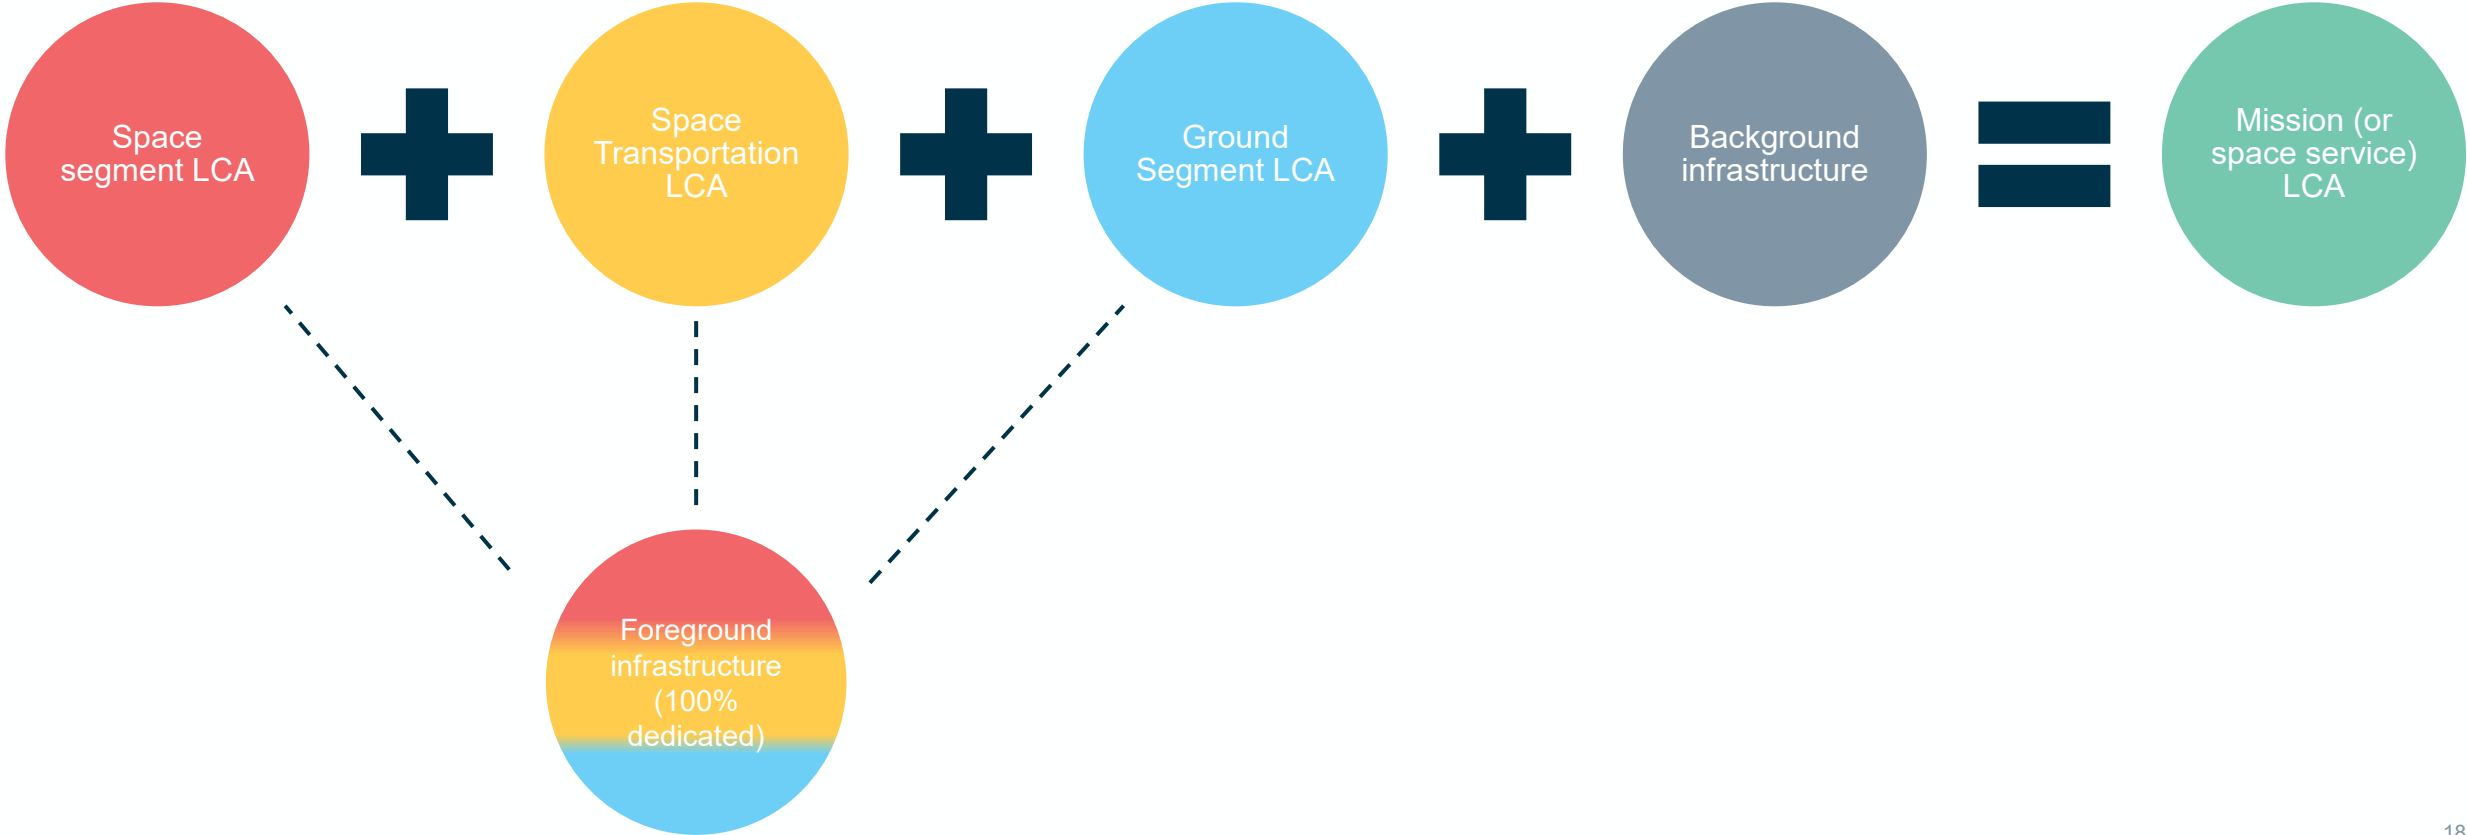 Space
segment LCA
Space
Transportation
LCA
Ground
Segment LCA
Background
infrastructure
Mission (or
space service)
LCA
Foreground
infrastructure
(100%
dedicated)
18